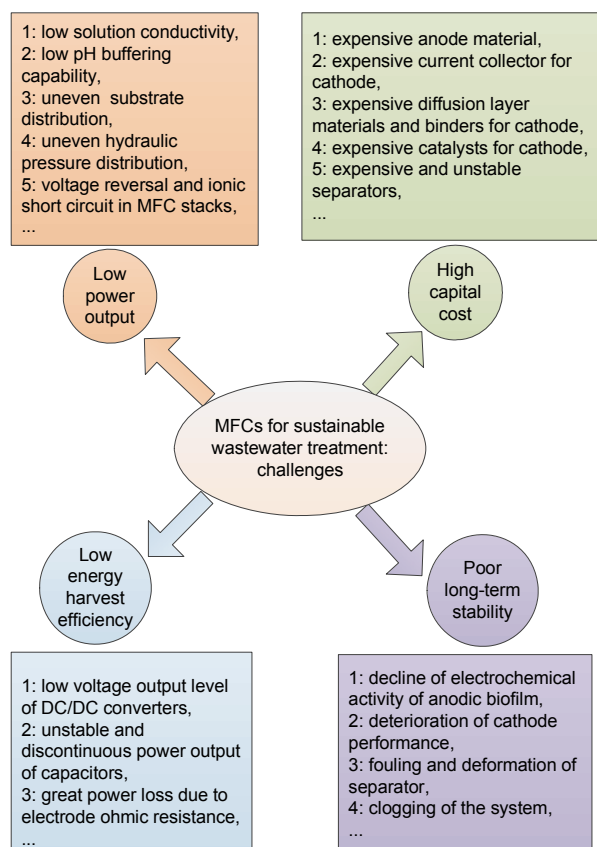 1: low solution conductivity,
2: low pH buffering
capability,
3: uneven substrate
distribution,
4: uneven hydraulic
pressure distribution,
5: voltage reversal and ionic
short circuit in MFC stacks,
...
1: expensive anode material,
2: expensive current collector for
cathode,
3: expensive diffusion layer
materials and binders for cathode,
4: expensive catalysts for cathode,
5: expensive and unstable
separators,
...
Low
power
output
High
capital
cost
MFCs for sustainable
wastewater treatment:
challenges
Low
energy
harvest
efficiency
Poor
long-term
stability
1: low voltage output level
of DC/DC converters,
2: unstable and
discontinuous power output
of capacitors,
3: great power loss due to
electrode ohmic resistance,
...
1: decline of electrochemical
activity of anodic biofilm,
2: deterioration of cathode
performance,
3: fouling and deformation of
separator,
4: clogging of the system,
...